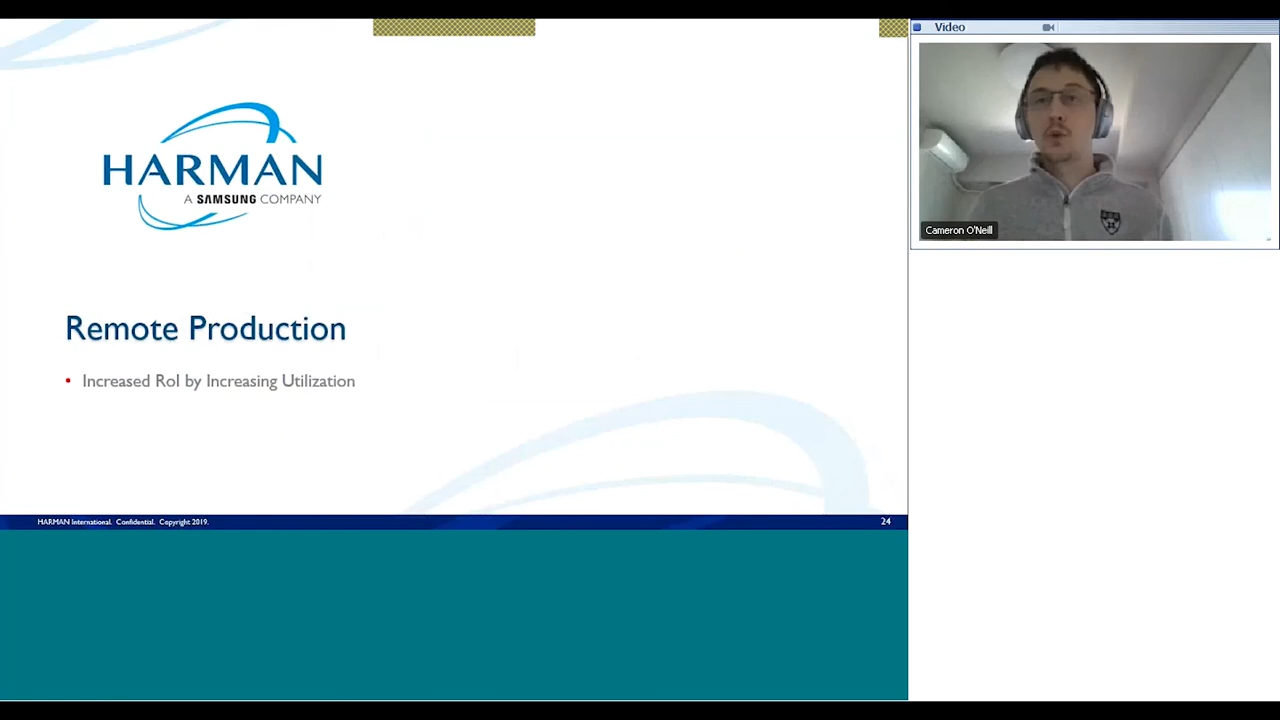 HARMAN
A SAMSUNG COMPANY
Remote Production
• Increased RoI by Increasing Utilization
HARMAN International. Confidential. Copyright 2019.
24
Video
Cameron O'Neill